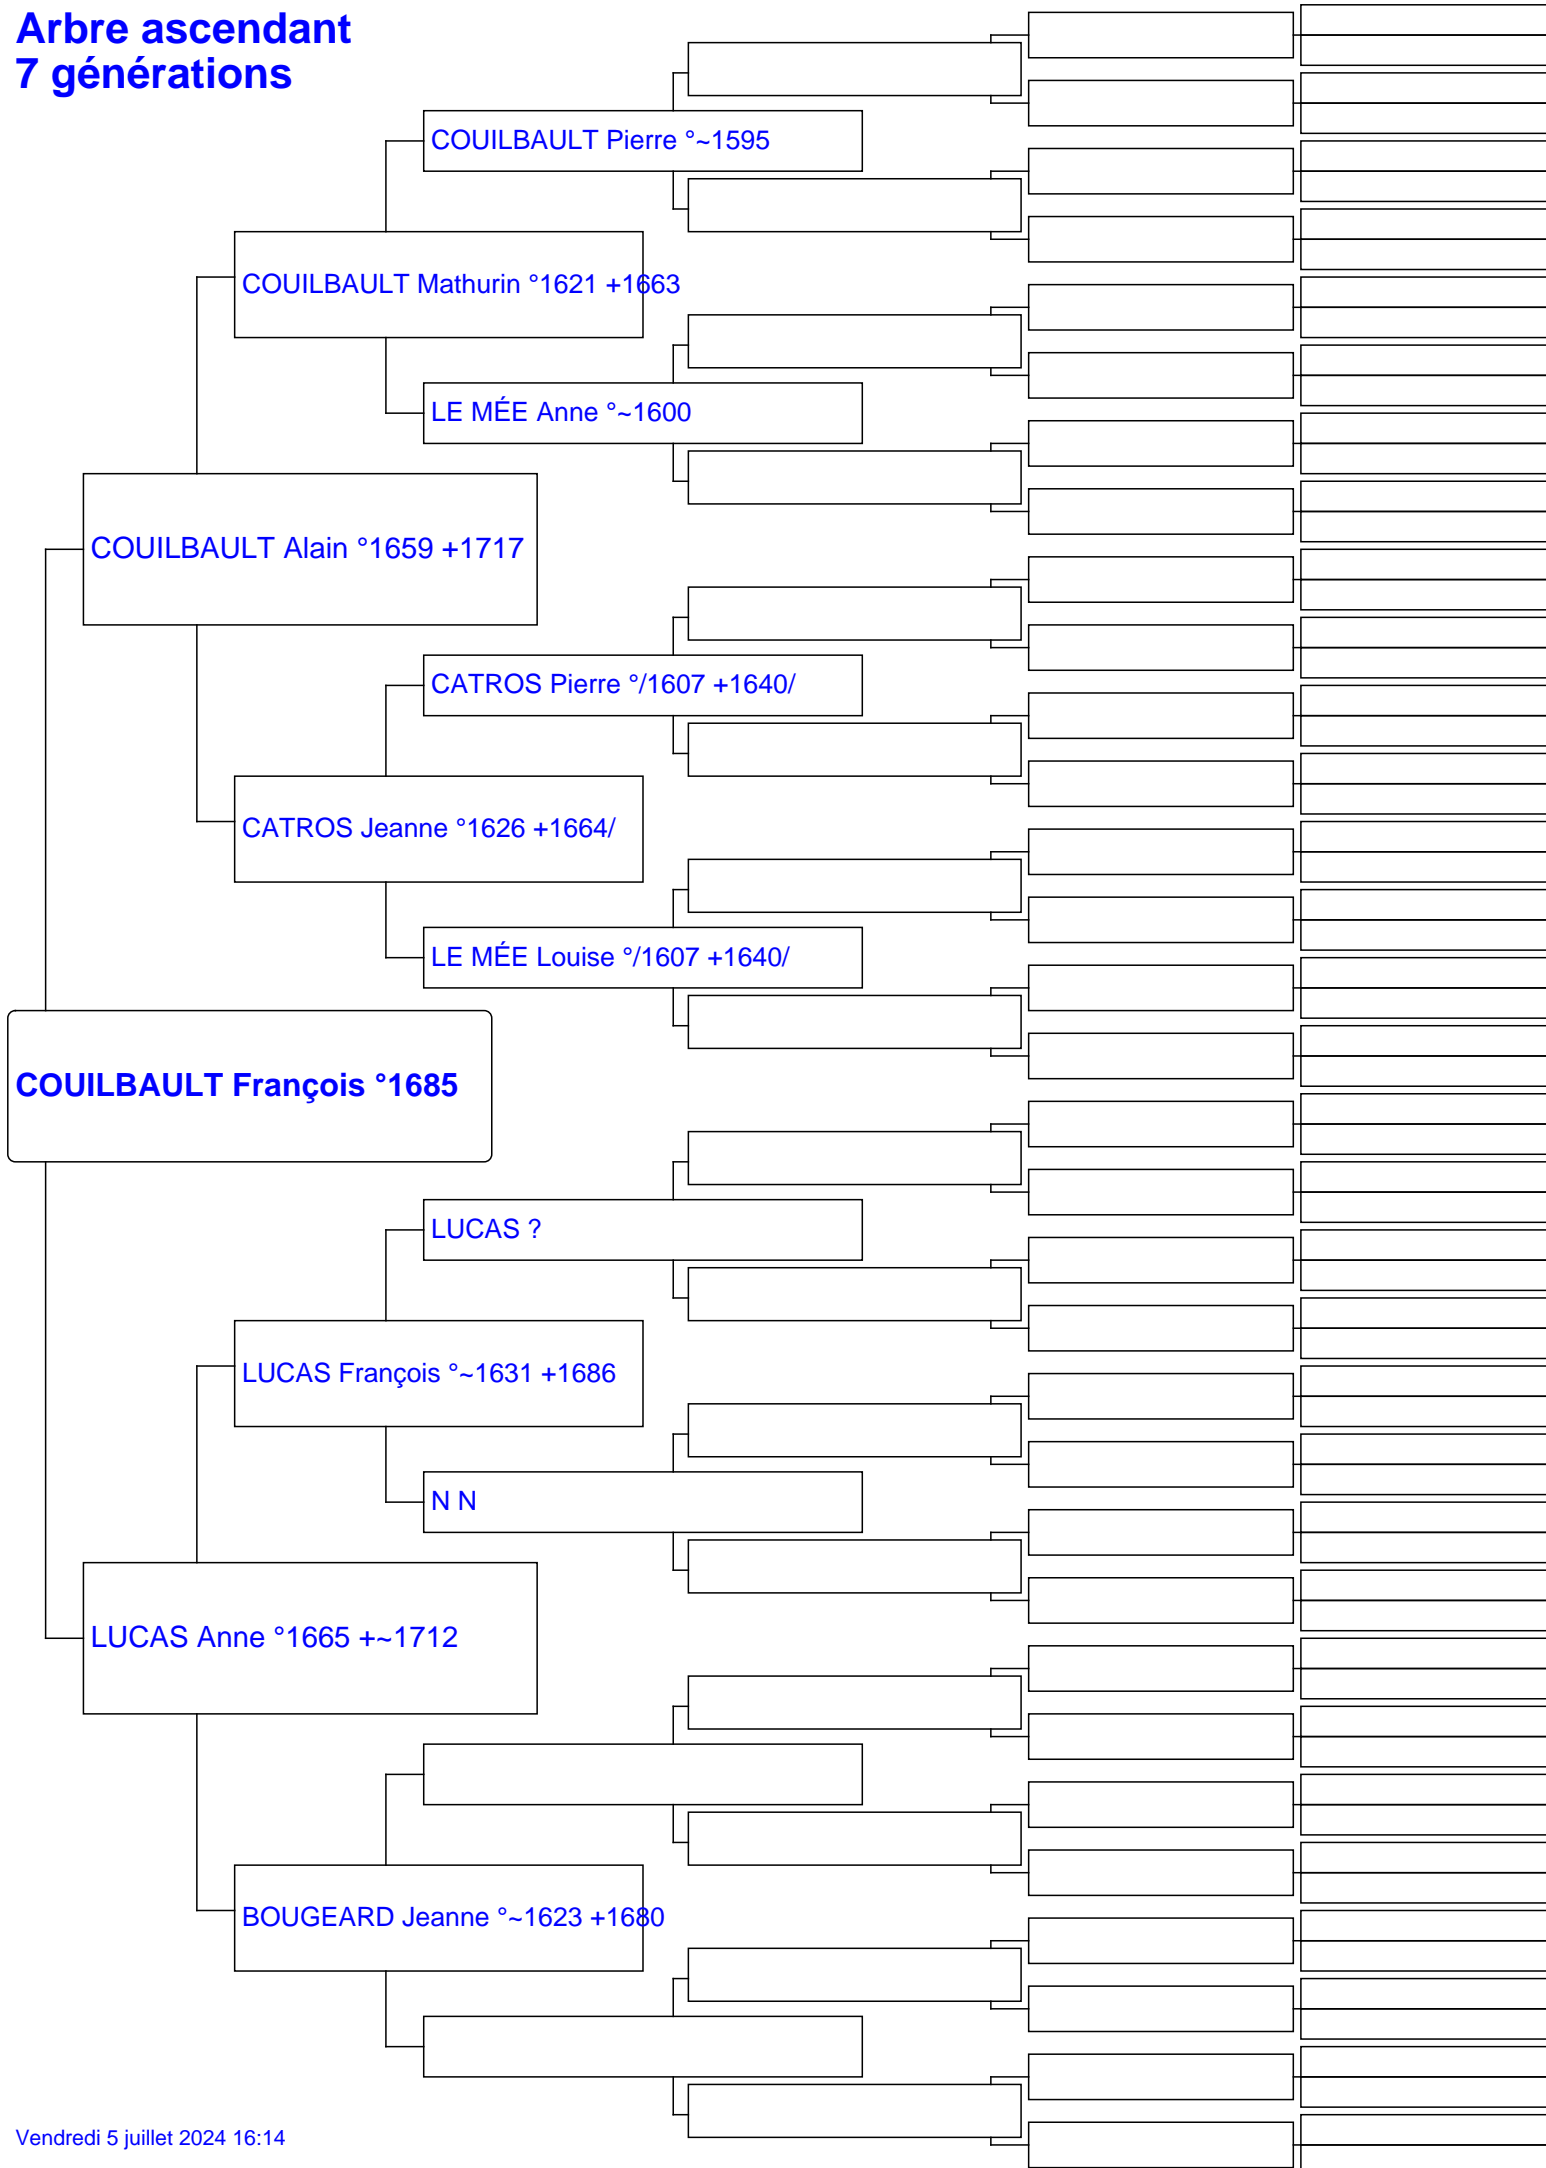 Arbre ascendant
7 générations
COUILBAULT Pierre °~1595
COUILBAULT Mathurin °1621 +1663
LE MÉE Anne °~1600
COUILBAULT Alain °1659 +1717
CATROS Pierre °/1607 +1640/
CATROS Jeanne °1626 +1664/
LE MÉE Louise °/1607 +1640/
COUILBAULT François °1685
LUCAS ?
LUCAS François °~1631 +1686
N N
LUCAS Anne °1665 +~1712
BOUGEARD Jeanne °~1623 +1680
Vendredi 5 juillet 2024 16:14